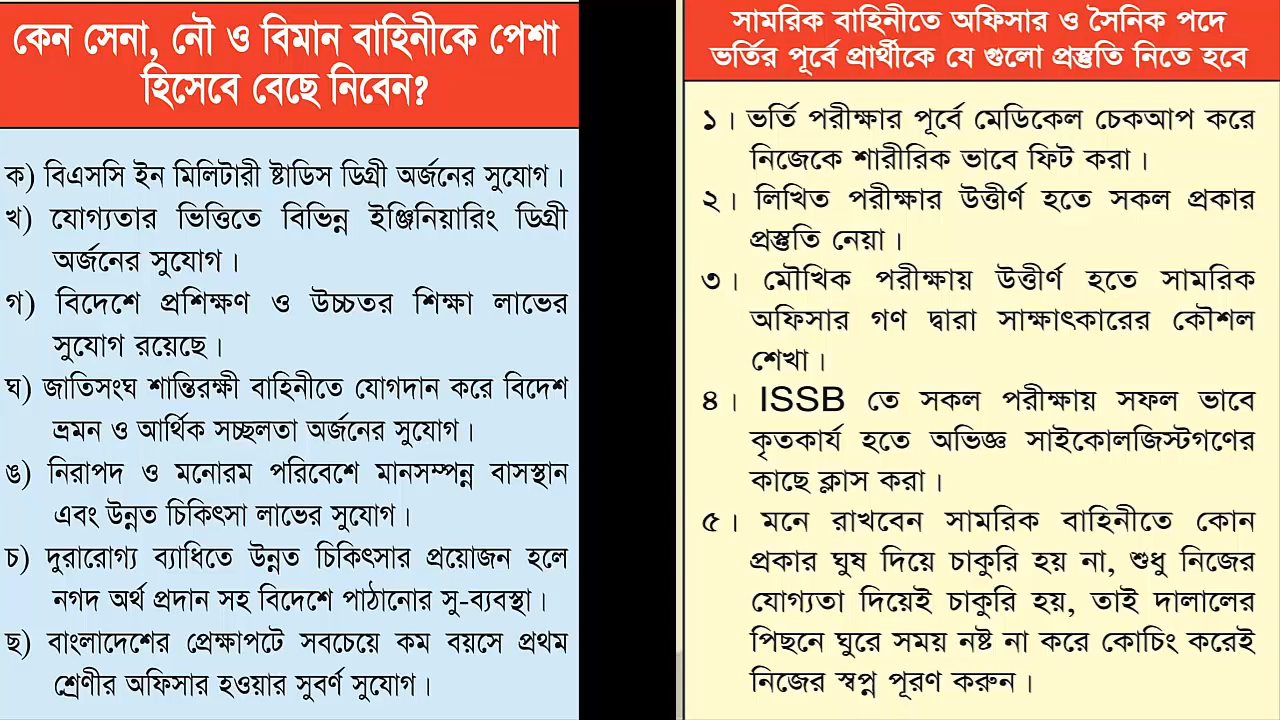 কেন সেনা, নৌ ও বিমান বাহিনীকে পেশা
হিসেবে বেছে নিবেন?
ক) বিএসসি ইন মিলিটারী ষ্টাডিস ডিগ্রী অর্জনের সুযোগ।
খ) যোগ্যতার ভিত্তিতে বিভিন্ন ইঞ্জিনিয়ারিং ডিগ্রী
অর্জনের সুযোগ।
গ) বিদেশে প্রশিক্ষণ ও উচ্চতর শিক্ষা লাভের
সুযোগ রয়েছে।
ঘ) জাতিসংঘ শান্তিরক্ষী বাহিনীতে যোগদান করে বিদেশ
ভ্রমন ও আর্থিক সচ্ছলতা অর্জনের সুযোগ।
ঙ) নিরাপদ ও মনোরম পরিবেশে মানসম্পন্ন বাসস্থান
এবং উন্নত চিকিৎসা লাভের সুযোগ।
চ) দুরারোগ্য ব্যাধিতে উন্নত চিকিৎসার প্রয়োজন হলে
নগদ অর্থ প্রদান সহ বিদেশে পাঠানোর সু-ব্যবস্থা।
ছ) বাংলাদেশের প্রেক্ষাপটে সবচেয়ে কম বয়সে প্রথম
শ্রেণীর অফিসার হওয়ার সুবর্ণ সুযোগ।
সামরিক বাহিনীতে অফিসার ও সৈনিক পদে
ভর্তির পূর্বে প্রার্থীকে যে গুলো প্রস্তুতি নিতে হবে
১। ভর্তি পরীক্ষার পূর্বে মেডিকেল চেকআপ করে
নিজেকে শারীরিক ভাবে ফিট করা।
২। লিখিত পরীক্ষার উত্তীর্ণ হতে সকল প্রকার
প্রস্তুতি নেয়া।
৩। মৌখিক পরীক্ষায় উত্তীর্ণ হতে সামরিক
অফিসার গণ দ্বারা সাক্ষাৎকারের কৌশল
শেখা।
৪। ISSB তে সকল পরীক্ষায় সফল ভাবে
কৃতকার্য হতে অভিজ্ঞ সাইকোলজিস্টগণের
কাছে ক্লাস করা।
৫। মনে রাখবেন সামরিক বাহিনীতে কোন
প্রকার ঘুষ দিয়ে চাকুরি হয় না, শুধু নিজের
যোগ্যতা দিয়েই চাকুরি হয়, তাই দালালের
পিছনে ঘুরে সময় নষ্ট না করে কোচিং করেই
নিজের স্বপ্ন পূরণ করুন।